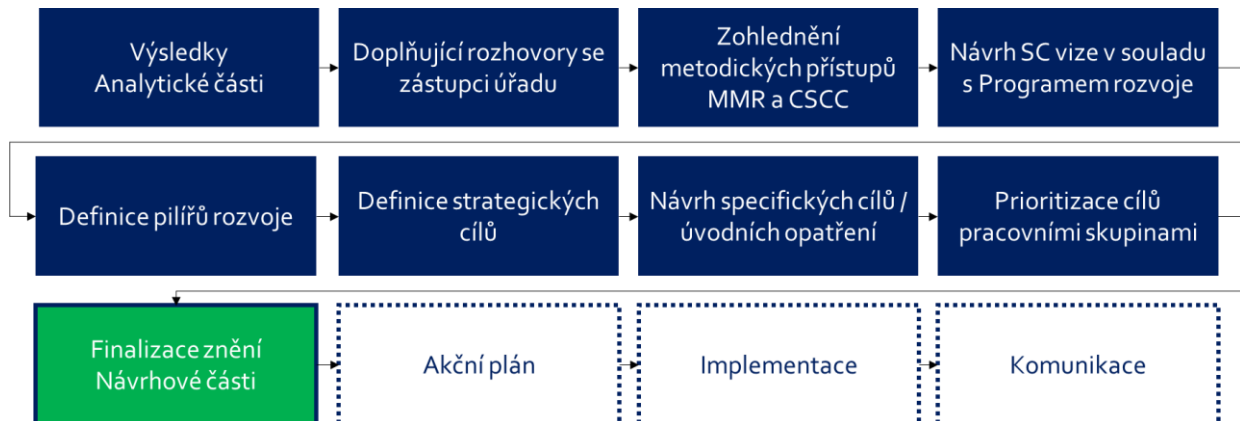 Výsledky
Analytické části
Doplňující rozhovory se
zástupci úřadu
Zohlednění
metodických přístupů
MMR a CSCC
Návrh SC vize v souladu
s Programem rozvoje
Definice pilířů rozvoje
Definice strategických
cílů
Návrh specifických cílů /
úvodních opatření
Prioritizace cílů
pracovními skupinami
Finalizace znění
Návrhové části
Akční plán
Implementace
Komunikace